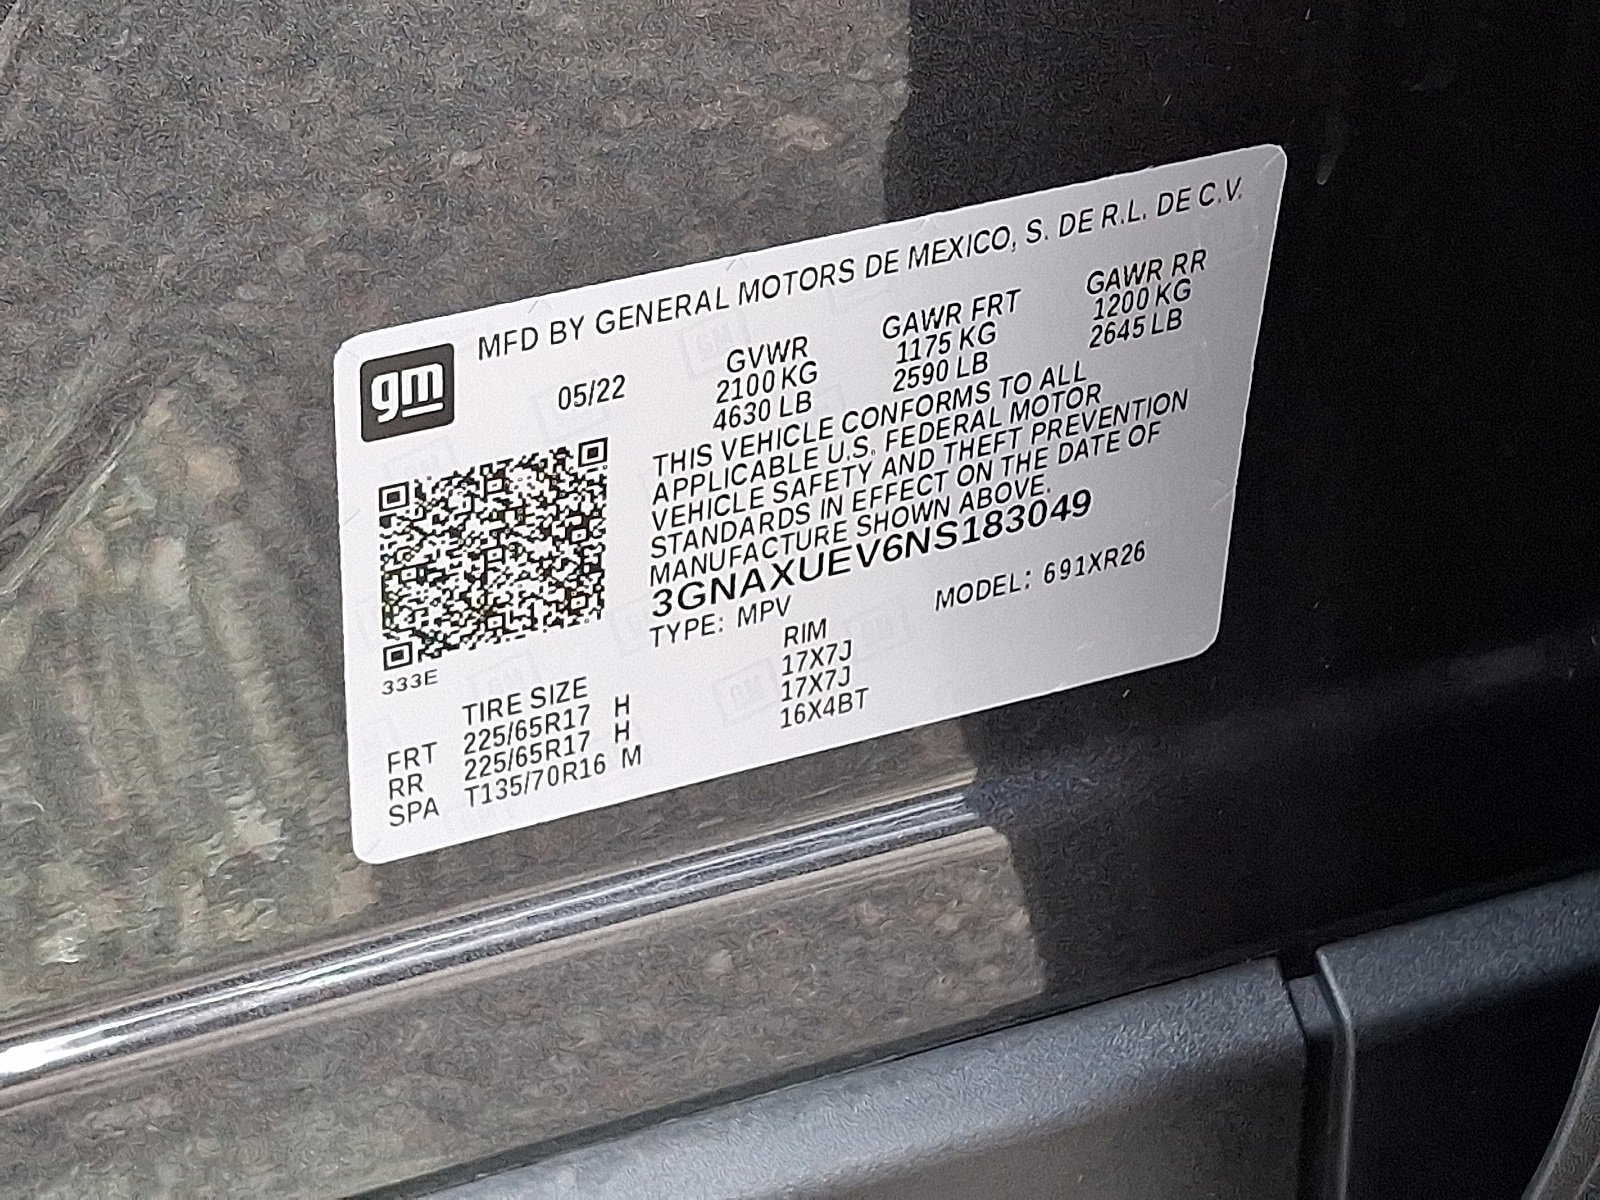 gm
MFD BY GENERAL MOTORS DE MEXICO, S. DE R.L. DE C.V.
05/22
GVWR GAWR FRT GAWR RR
2100 KG 1175 KG 1200 KG
4630 LB 2590 LB 2645 LB
THIS VEHICLE CONFORMS TO ALL
APPLICABLE U.S. FEDERAL MOTOR
VEHICLE SAFETY AND THEFT PREVENTION
STANDARDS IN EFFECT ON THE DATE OF
MANUFACTURE SHOWN ABOVE.
3GNAXUEV6NS183049
TYPE: MPV MODEL: 691XR26
333E
TIRE SIZE RIM
FRT 225/65R17 H 17X7J
RR 225/65R17 H 17X7J
SPA T135/70R16 M 16X4BT